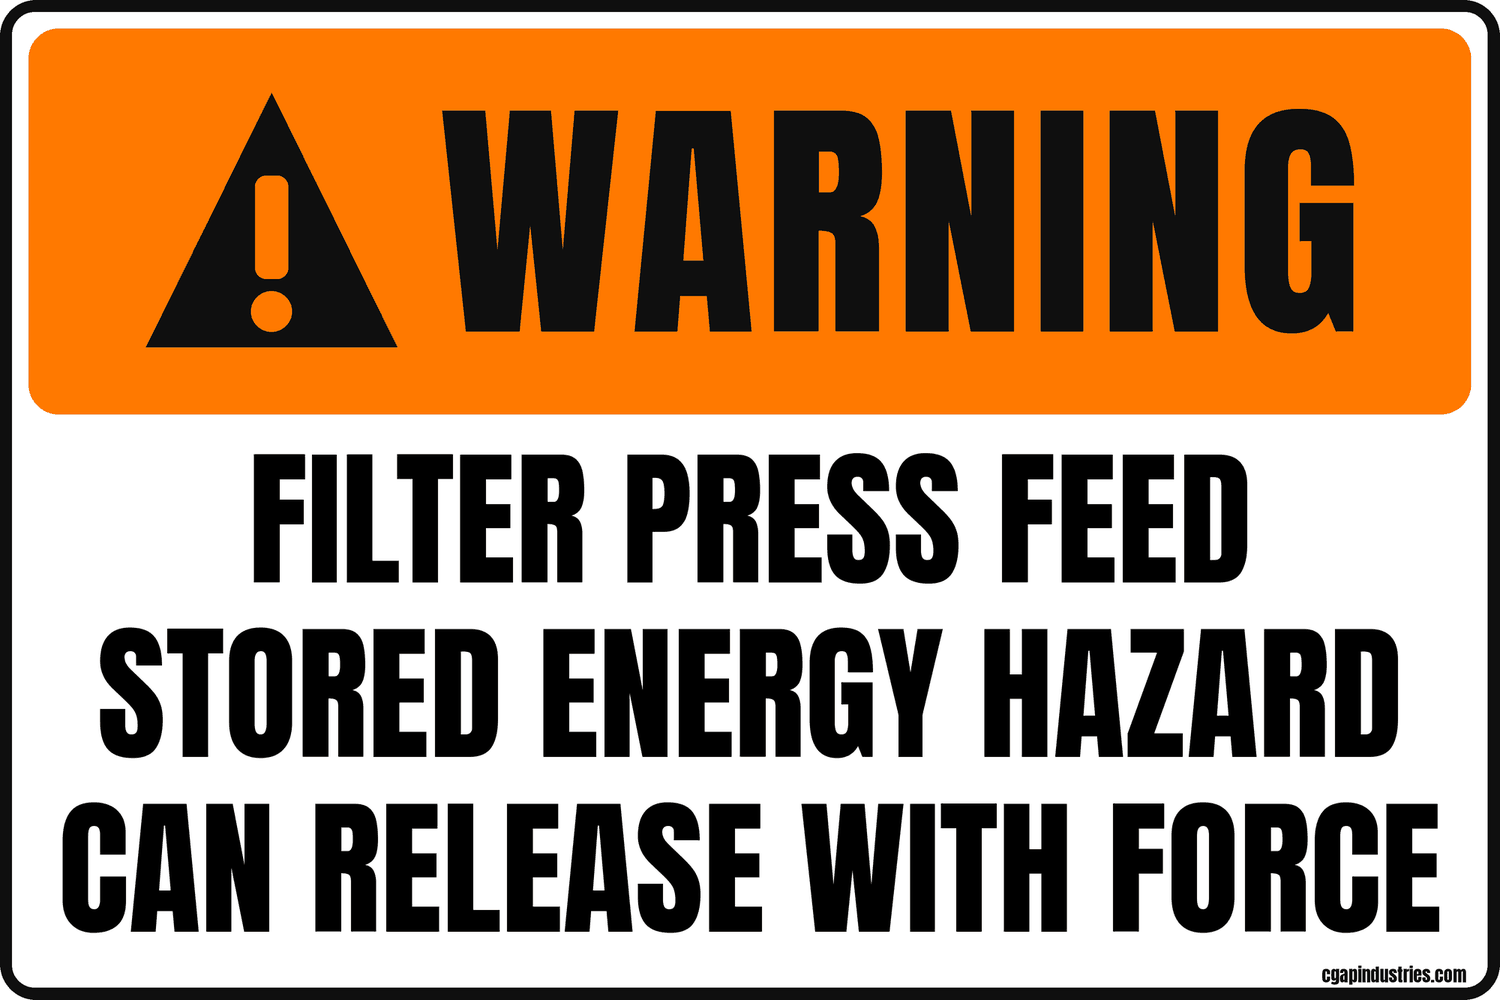 WARNING
FILTER PRESS FEED
STORED ENERGY HAZARD
CAN RELEASE WITH FORCE
cgapindustries.com